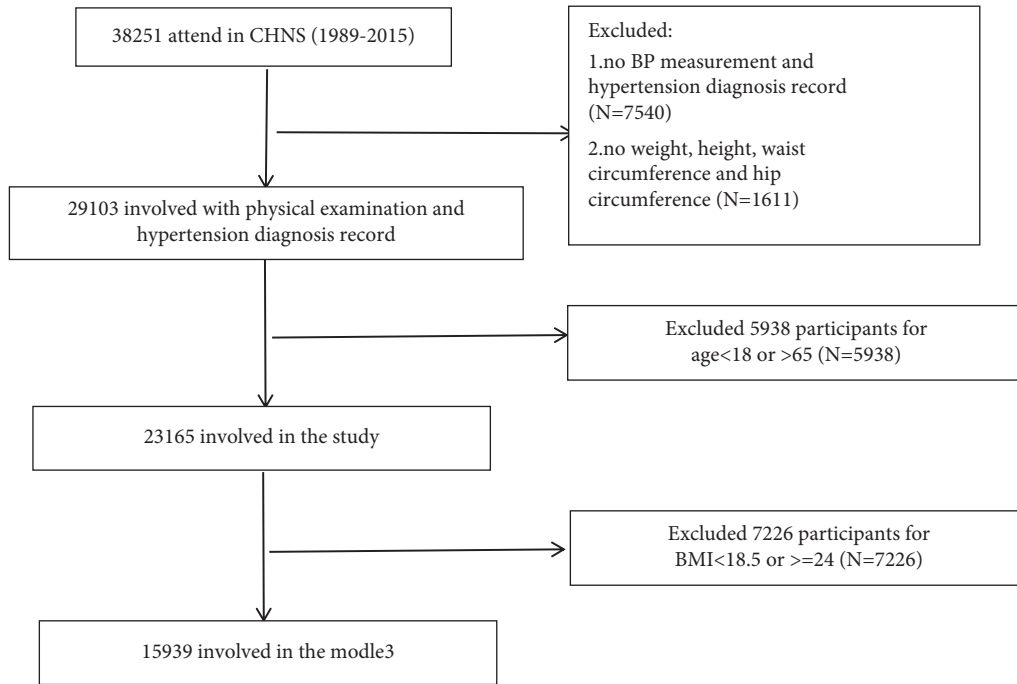 38251 attend in CHNS (1989-2015)
Excluded:
1.no BP measurement and
hypertension diagnosis record
(N=7540)
2.no weight, height, waist
circumference and hip
circumference (N=1611)
29103 involved with physical examination and
hypertension diagnosis record
Excluded 5938 participants for
age<18 or >65 (N=5938)
23165 involved in the study
Excluded 7226 participants for
BMI<18.5 or >=24 (N=7226)
15939 involved in the modle3